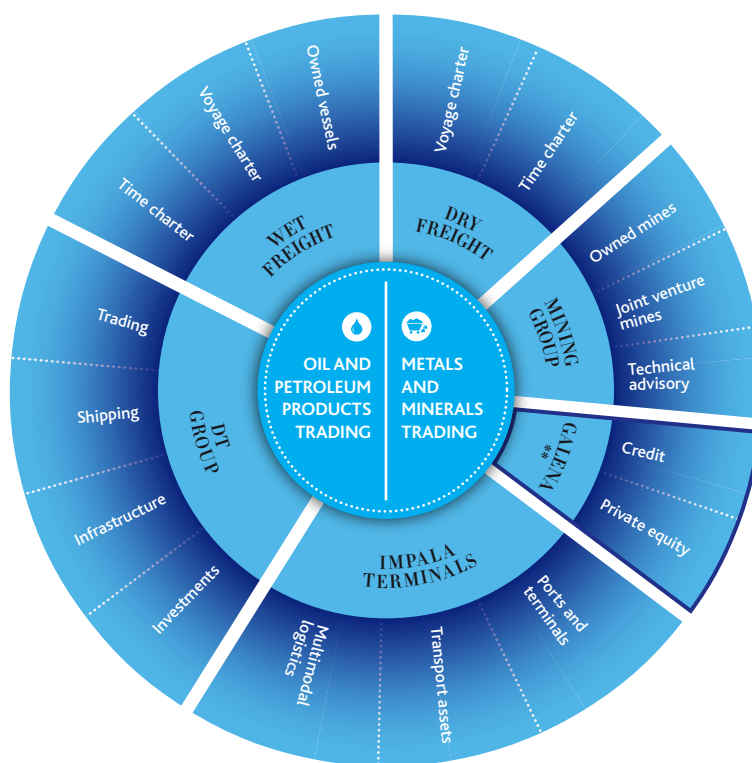 OIL AND
PETROLEUM
PRODUCTS
TRADING
METALS
AND
MINERALS
TRADING
WET
FREIGHT
Time charter
Voyage charter
Owned vessels
DRY
FREIGHT
Voyage charter
Time charter
MINING
GROUP
Owned mines
Joint venture
mines
Technical
advisory
GALENA
**
Credit
Private equity
IMPALA
TERMINALS
Ports and
terminals
Transport assets
Multimodal
logistics
DT
GROUP
Investments
Infrastructure
Shipping
Trading